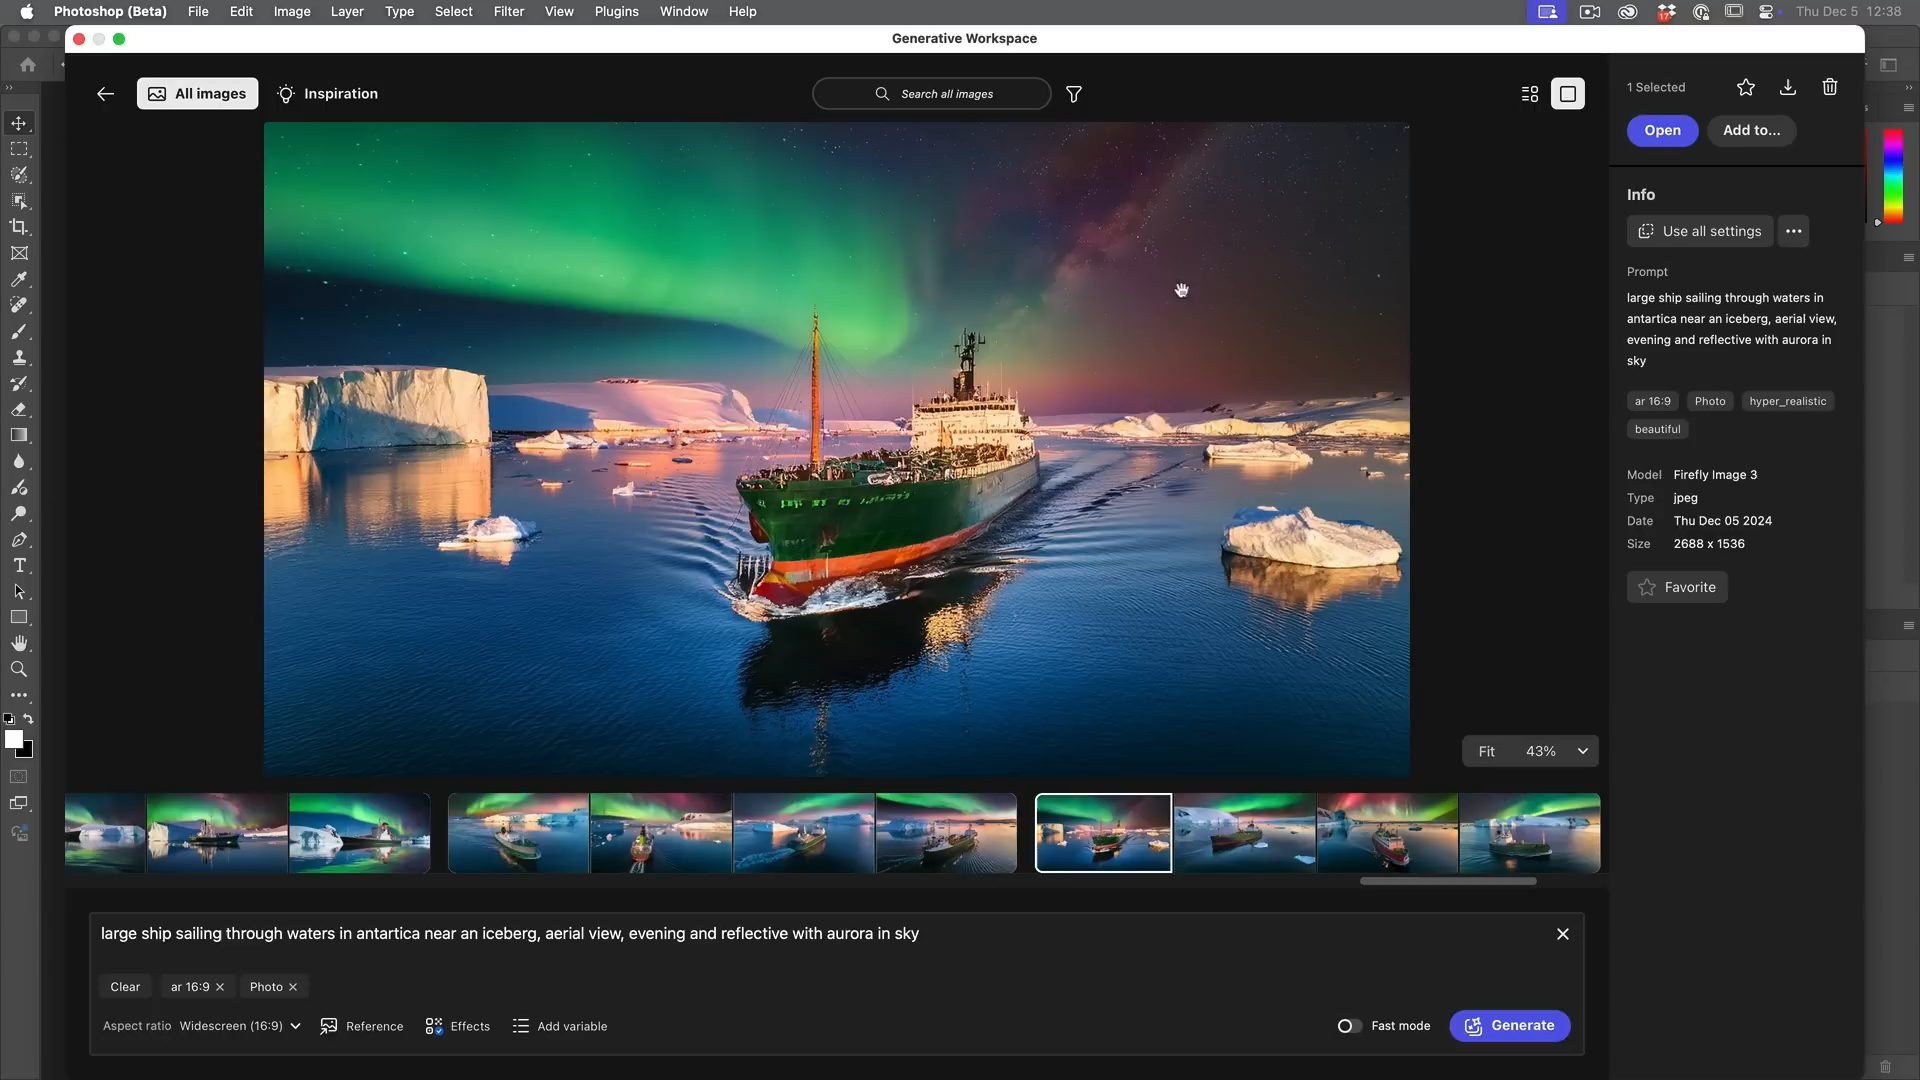 Photoshop (Beta) File Edit Image Layer Type Select Filter View Plugins Window Help
17
Thu Dec 5 12:38
Generative Workspace
All images
Inspiration
Search all images
1 Selected
Open
Add to...
Info
Use all settings
Prompt
large ship sailing through waters in
antartica near an iceberg, aerial view,
evening and reflective with aurora in
sky
ar 16:9 Photo hyper_realistic
beautiful
Model Firefly Image 3
Type jpeg
Date Thu Dec 05 2024
Size 2688 x 1536
Favorite
Fit 43%
large ship sailing through waters in antartica near an iceberg, aerial view, evening and reflective with aurora in sky
Clear ar 16:9 Photo
Aspect ratio Widescreen (16:9) Reference Effects Add variable
Fast mode Generate